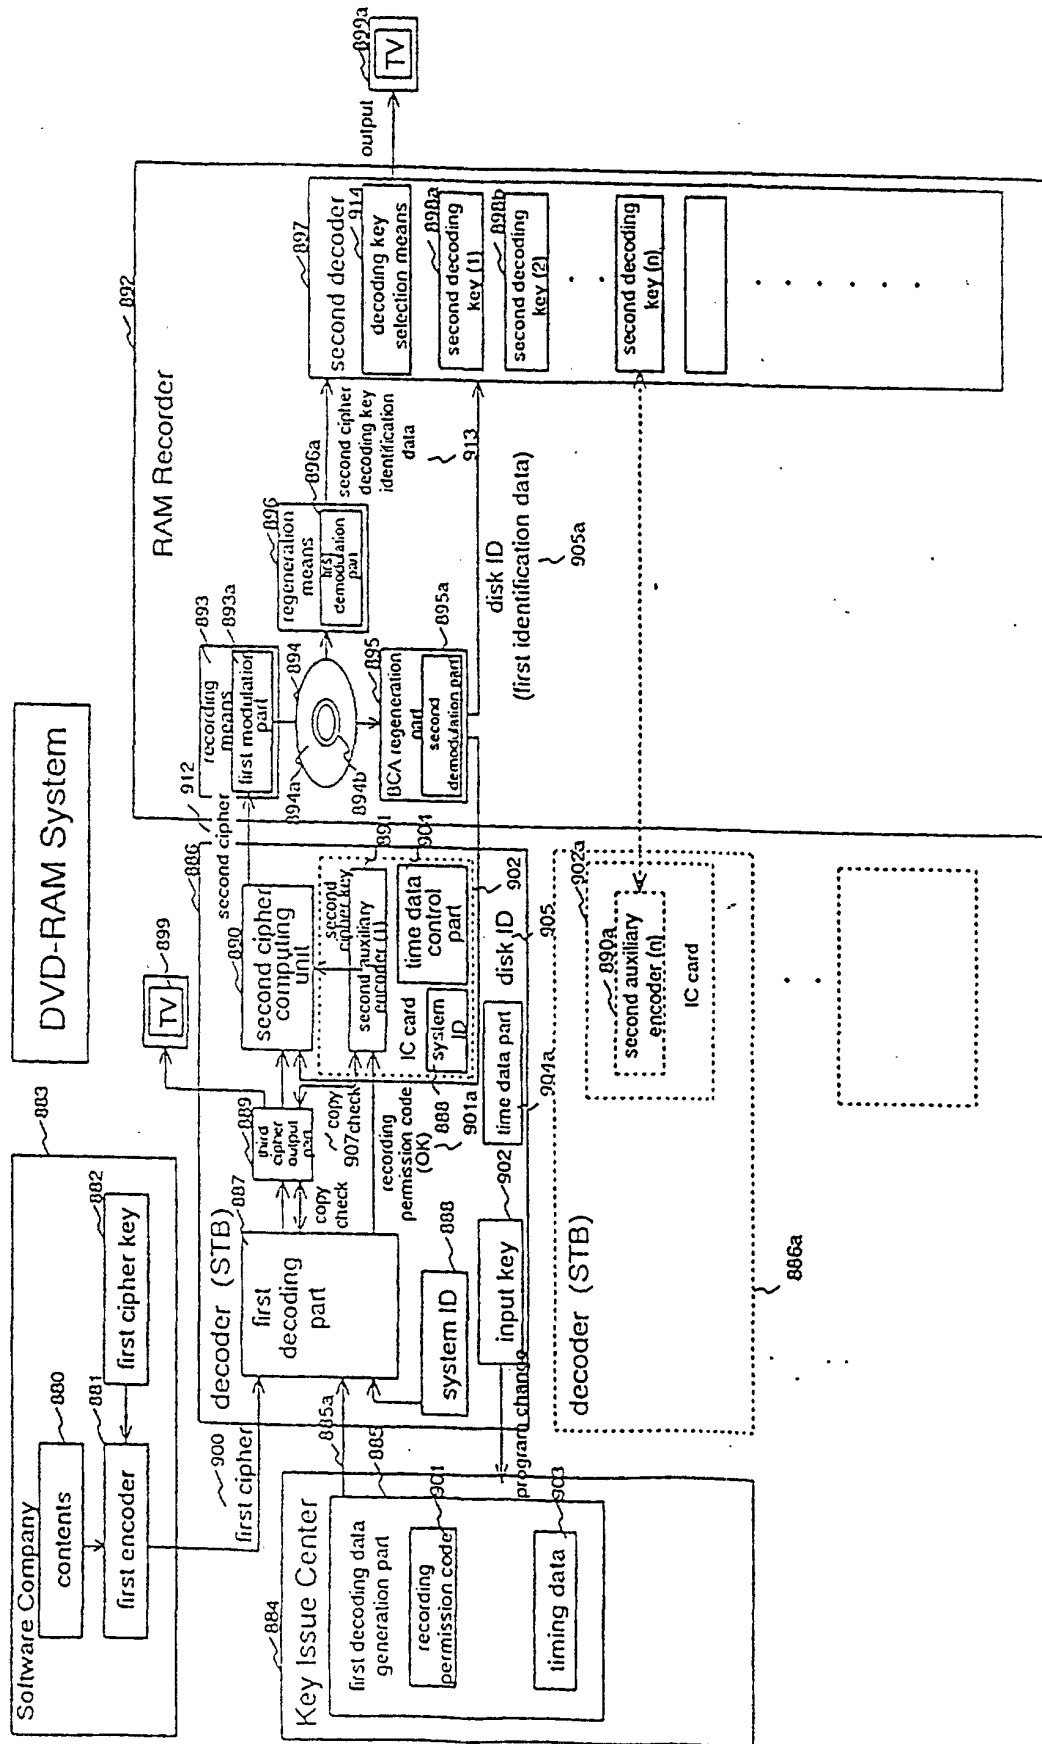 DVD-RAM System
Software Company
883
contents
880
first encoder
881
first cipher key
882
900
first cipher
Key Issue Center
884
first decoding data
generation part
885
885a
recording
permission code
901
timing data
903
program change
decoder (STB)
886
first
decoding
part
887
system ID
888
input key
902
third
cipher
output
part
889
copy
check
copy
907 check
recording
permission code
(OK)
901a
TV
899
second cipher
computing
unit
890
second cipher
912
second cipher key
second auxiliary
encoder (1)
891
IC card
system
ID
888
time data
control
part
904
902
time data part
904a
disk ID
905
decoder (STB)
886a
second auxiliary
encoder (n)
890a
IC card
902a
RAM Recorder
892
recording
means
893
first modulation
part
893a
894
894a
894b
regeneration
means
896
demodulation
part
896a
BCA regeneration
part
895
second
demodulation part
895a
second cipher
decoding key
identification
data
913
disk ID
(first identification data)
905a
second decoder
897
decoding key
selection means
914
second decoding
key (1)
898a
second decoding
key (2)
898b
second decoding
key (n)
output
TV
899a